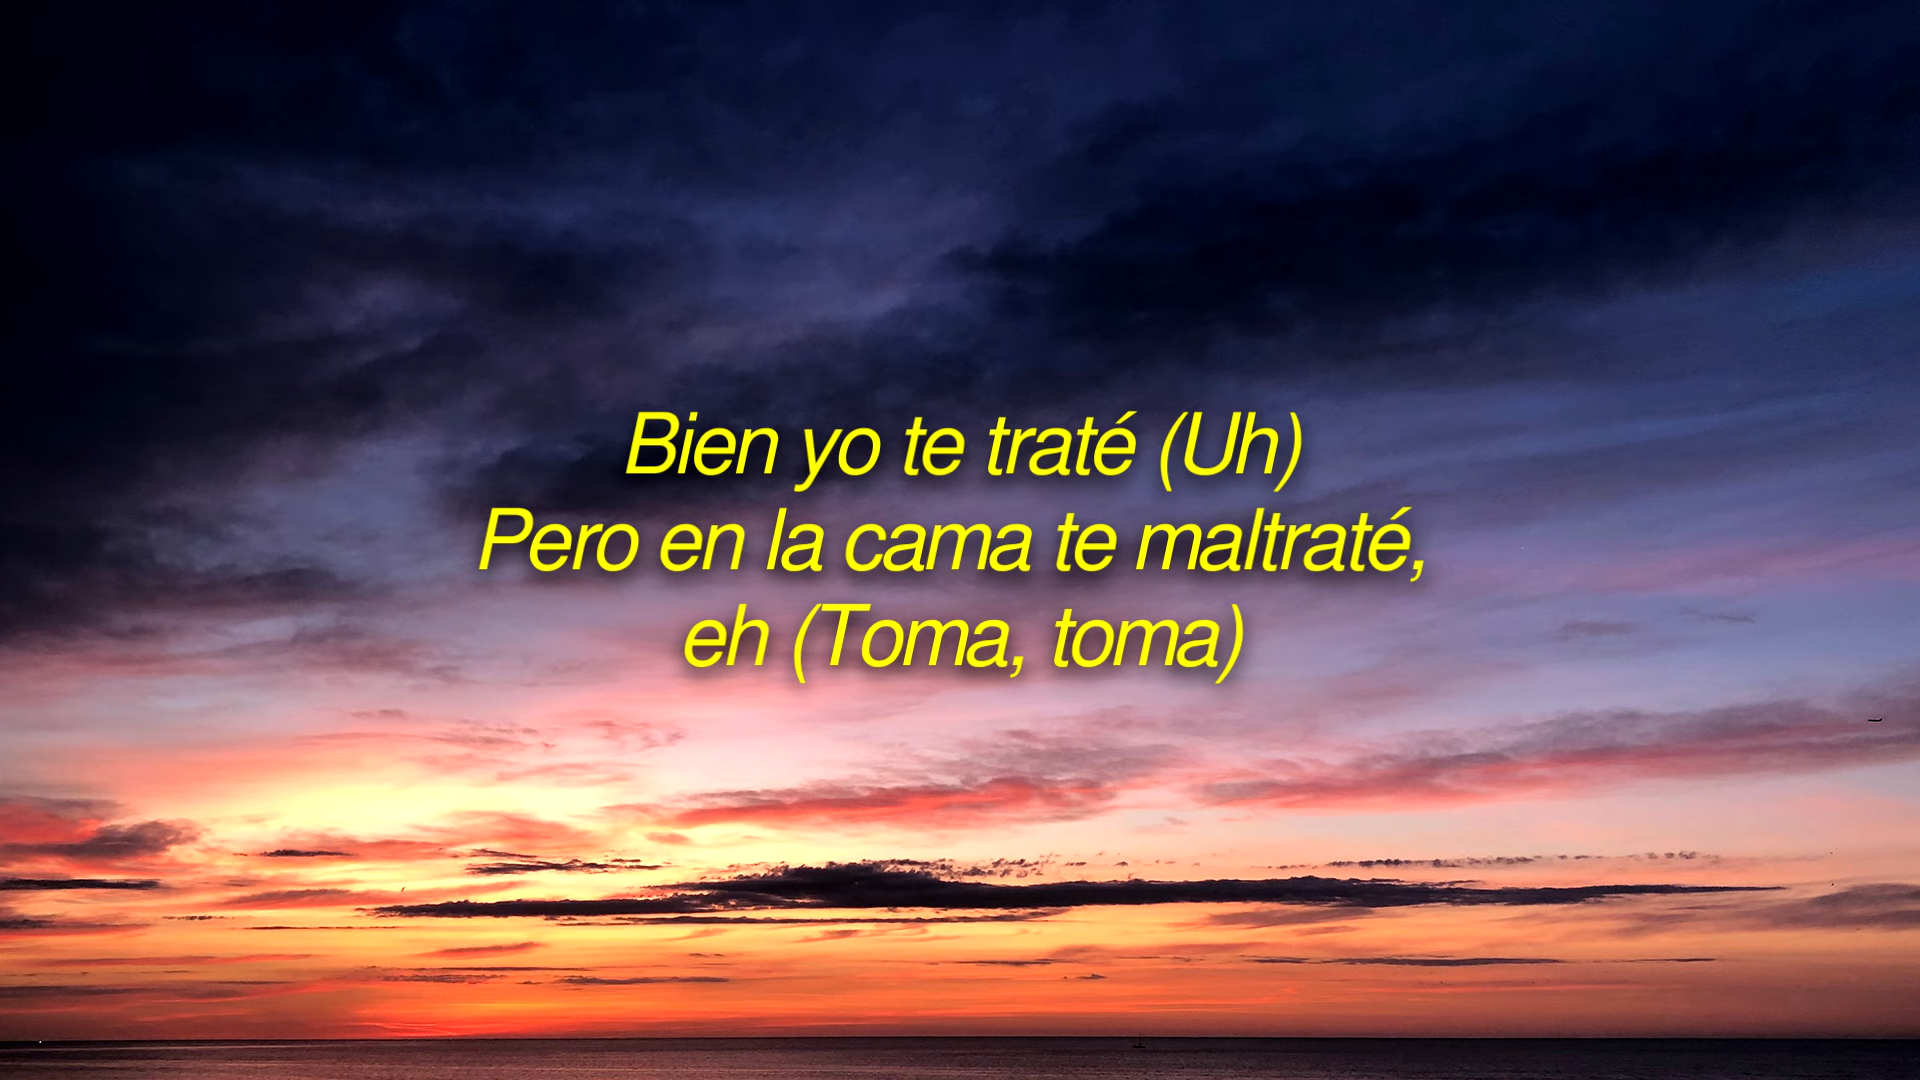 Bien yo te traté (Uh)
Pero en la cama te maltraté,
eh (Toma, toma)